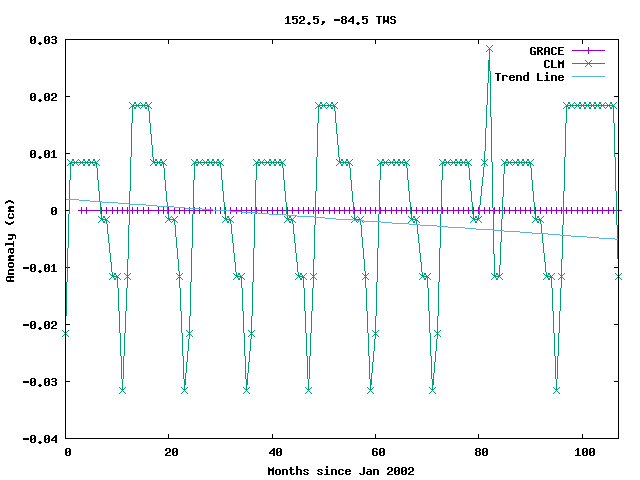 152.5, -84.5 TWS
GRACE
CLM
Trend Line
0.03
0.02
0.01
0
-0.01
-0.02
-0.03
-0.04
Anomaly (cm)
0 20 40 60 80 100
Months since Jan 2002